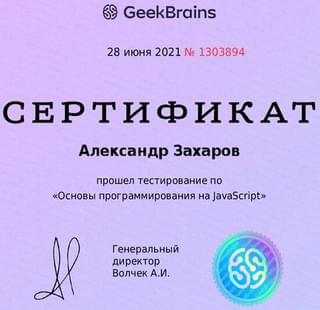 GeekBrains
28 июня 2021 № 1303894
СЕРТИФИКАТ
Александр Захаров
прошел тестирование по
«Основы программирования на JavaScript»
Генеральный
директор
Волчек А.И.